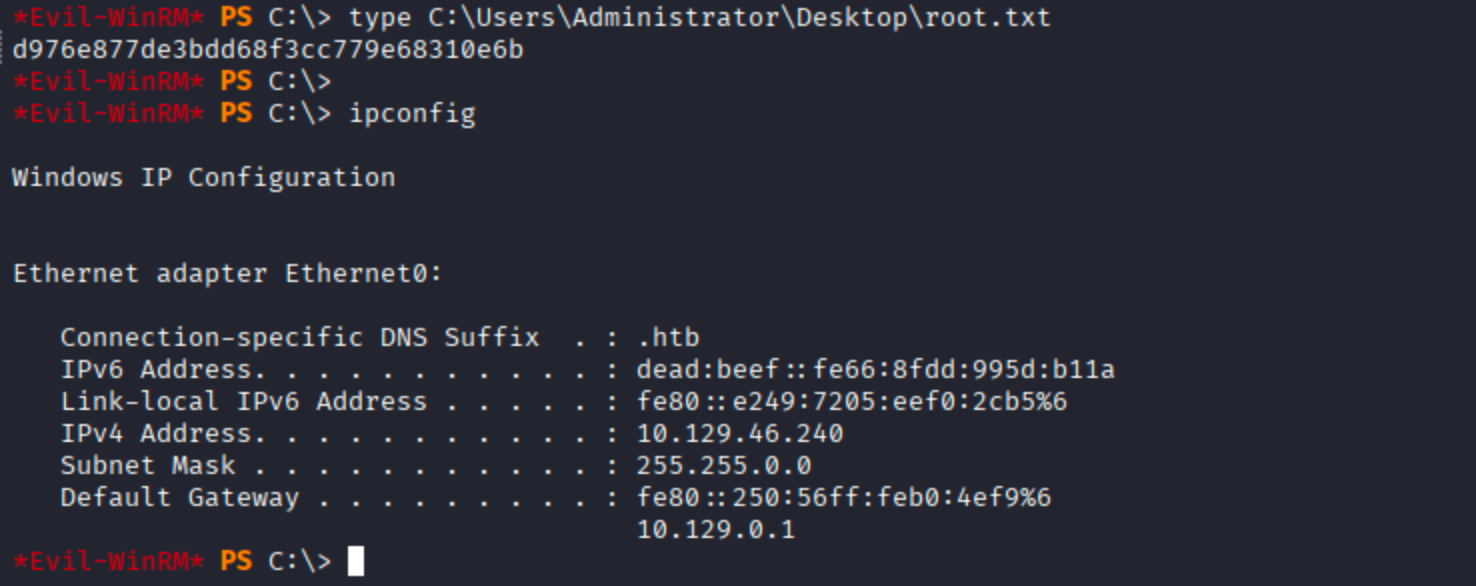 *Evil-WinRM* PS C:\> type C:\Users\Administrator\Desktop\root.txt
d976e877de3bdd68f3cc779e68310e6b
*Evil-WinRM* PS C:\>
*Evil-WinRM* PS C:\> ipconfig
Windows IP Configuration
Ethernet adapter Ethernet0:
   Connection-specific DNS Suffix  . : .htb
   IPv6 Address. . . . . . . . . . . : dead:beef::fe66:8fdd:995d:b11a
   Link-local IPv6 Address . . . . . : fe80::e249:7205:eef0:2cb5%6
   IPv4 Address. . . . . . . . . . . : 10.129.46.240
   Subnet Mask . . . . . . . . . . . : 255.255.0.0
   Default Gateway . . . . . . . . . : fe80::250:56ff:feb0:4ef9%6
                                       10.129.0.1
*Evil-WinRM* PS C:\>